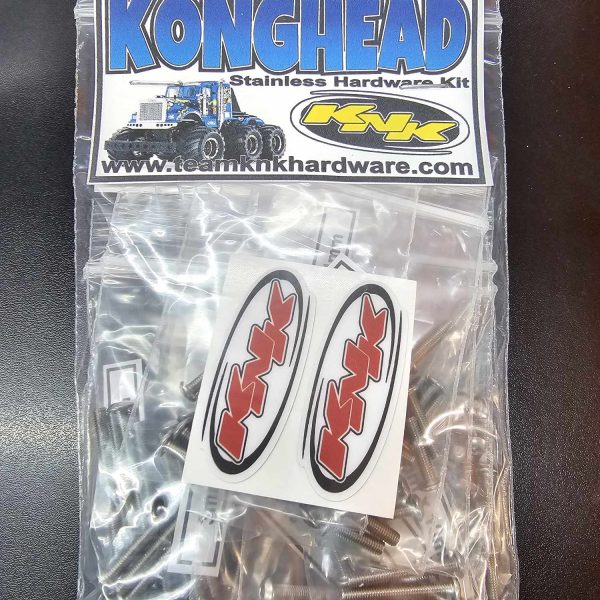 KONGHEAD
Stainless Hardware Kit
KNK
www.teamknkhardware.com
KNK
KNK